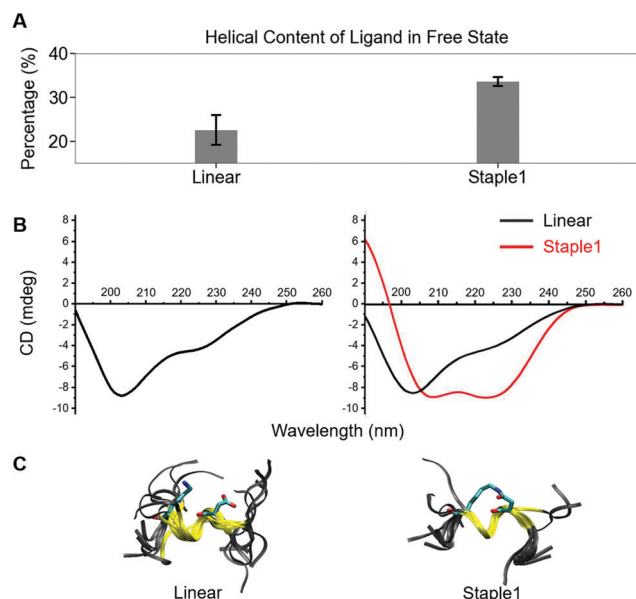 A
Helical Content of Ligand in Free State
Percentage (%)
40
30
20
Linear
Staple1
B
CD (mdeg)
8
6
4
2
0
-2
-4
-6
-8
-10
200 210 220 230 240 250 260
8
6
4
2
0
-2
-4
-6
-8
-10
200 210 220 230 240 250 260
Linear
Staple1
Wavelength (nm)
C
Linear
Staple1